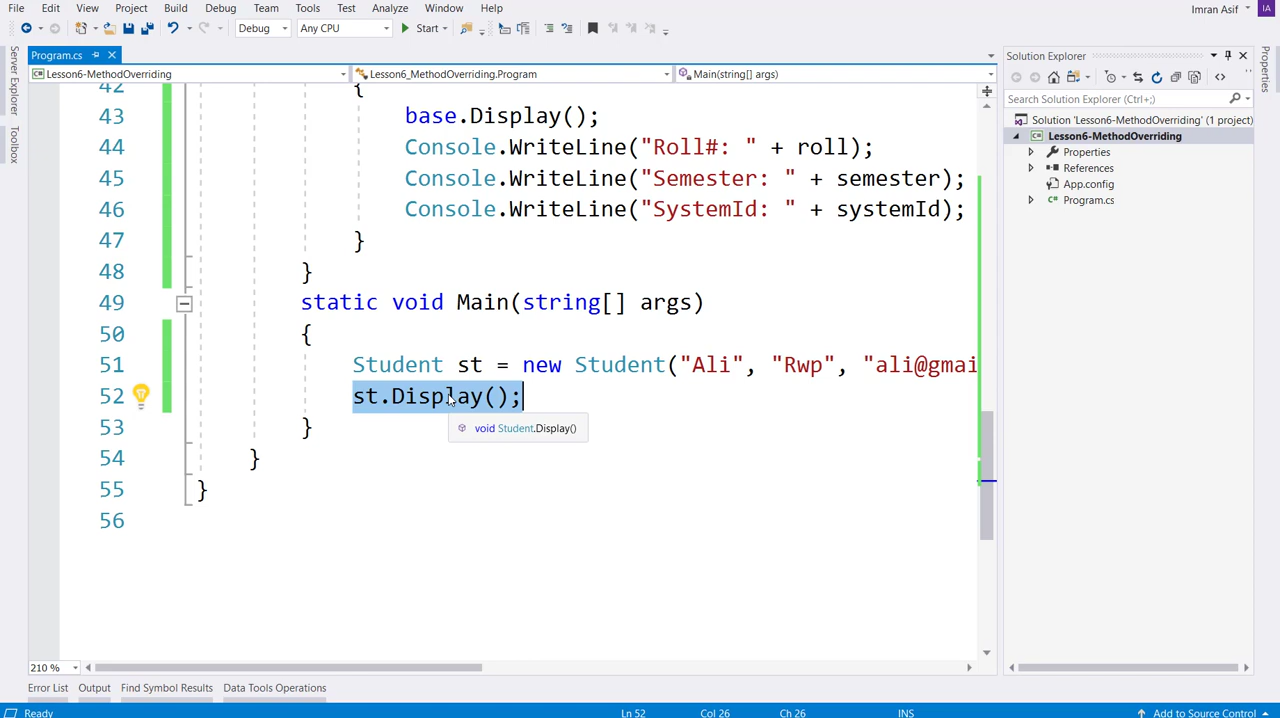 File Edit View Project Build Debug Team Tools Test Analyze Window Help Imran Asif IA
Debug Any CPU Start
Server Explorer
Toolbox
Program.cs
Lesson6-MethodOverriding Lesson6_MethodOverriding.Program Main(string[] args)
42 {
43 base.Display();
44 Console.WriteLine("Roll#: " + roll);
45 Console.WriteLine("Semester: " + semester);
46 Console.WriteLine("SystemId: " + systemId);
47 }
48 }
49 static void Main(string[] args)
50 {
51 Student st = new Student("Ali", "Rwp", "ali@gmai
52 st.Display();
void Student.Display()
53 }
54 }
55 }
56
210 %
Solution Explorer
Search Solution Explorer (Ctrl+;)
Solution 'Lesson6-MethodOverriding' (1 project)
Lesson6-MethodOverriding
Properties
References
App.config
Program.cs
Properties
Error List Output Find Symbol Results Data Tools Operations
Ready Ln 52 Col 26 Ch 26 INS Add to Source Control